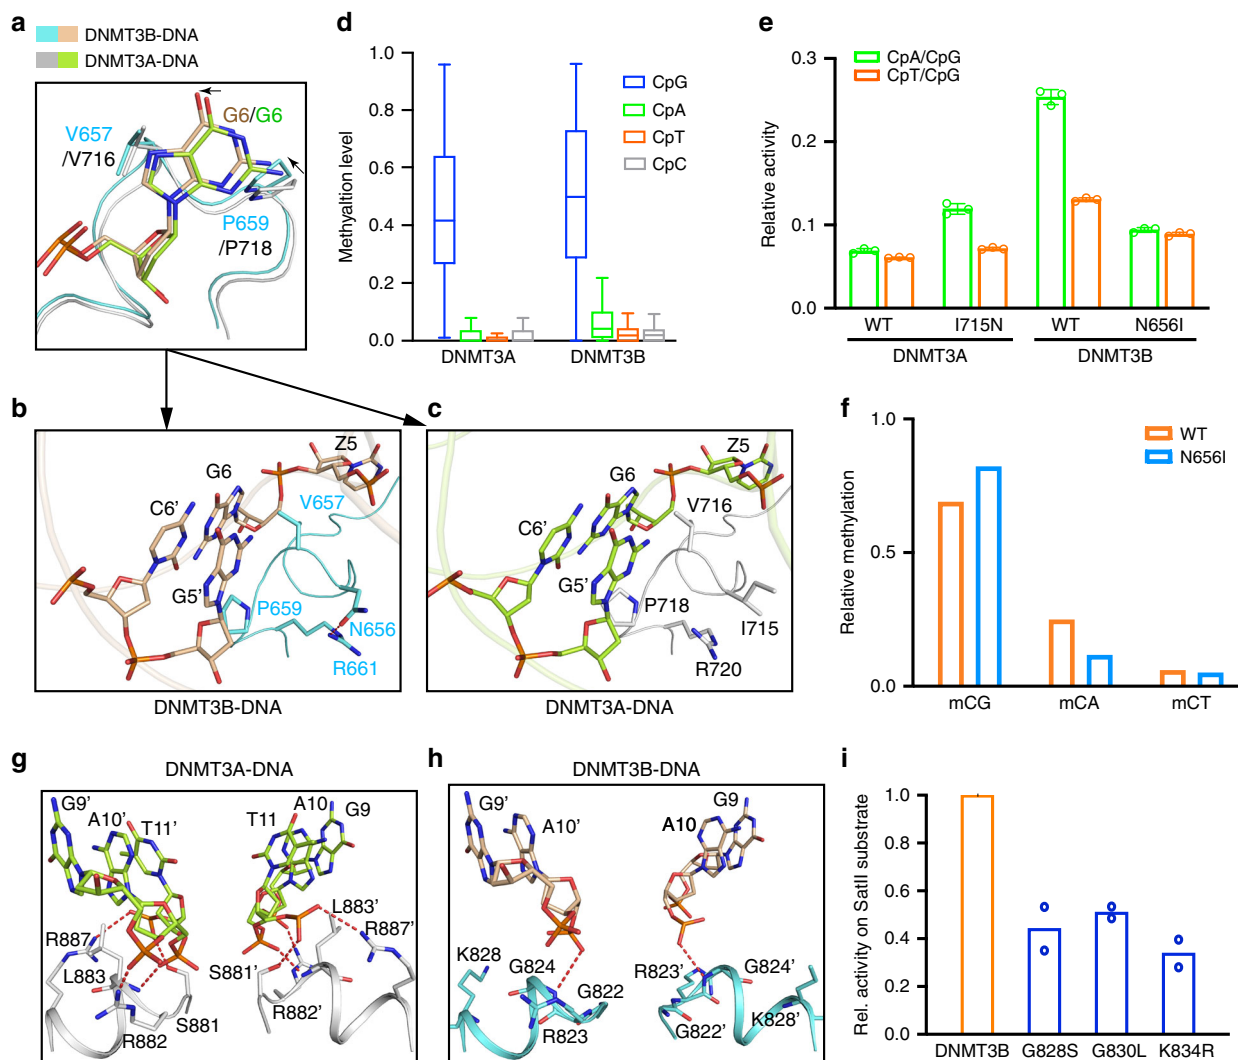 a
DNMT3B-DNA
DNMT3A-DNA
G6/G6
V657
/V716
P659
/P718
d
Methyaltion level
1.0
0.8
0.6
0.4
0.2
0.0
CpG
CpA
CpT
CpC
DNMT3A
DNMT3B
e
Relative activity
0.3
0.2
0.1
0.0
CpA/CpG
CpT/CpG
WT
I715N
WT
N656I
DNMT3A
DNMT3B
b
Z5
G6
C6'
V657
G5'
P659
N656
R661
DNMT3B-DNA
c
Z5
G6
C6'
V716
G5'
P718
I715
R720
DNMT3A-DNA
f
Relative methylation
1.0
0.5
0.0
WT
N656I
mCG
mCA
mCT
g
DNMT3A-DNA
G9'
A10'
T11'
T11
A10
G9
R887
L883
R882
S881
L883'
R887'
S881'
R882'
h
DNMT3B-DNA
G9'
A10'
A10
G9
K828
G824
G822
R823
R823'
G824'
G822'
K828'
i
Rel. activity on SatII substrate
1.0
0.8
0.6
0.4
0.2
0.0
DNMT3B
G828S
G830L
K834R